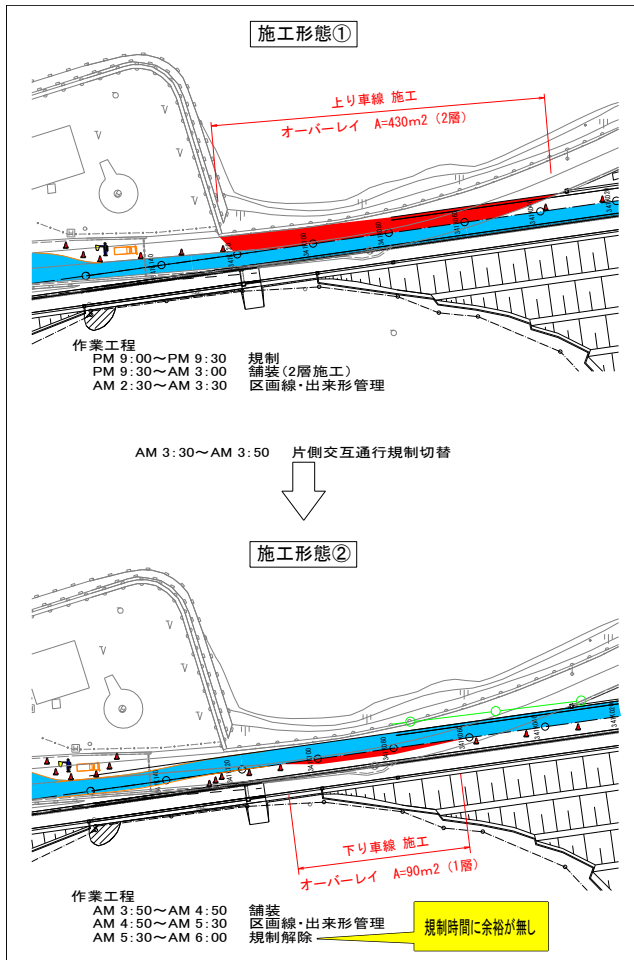 施工形態①
上り車線 施工
オーバーレイ A=430m2 (2層)
作業工程
PM 9:00～PM 9:30 規制
PM 9:30～AM 3:00 舗装(2層施工)
AM 2:30～AM 3:30 区画線・出来形管理
AM 3:30～AM 3:50 片側交互通行規制切替
施工形態②
下り車線 施工
オーバーレイ A=90m2 (1層)
作業工程
AM 3:50～AM 4:50 舗装
AM 4:50～AM 5:30 区画線・出来形管理
AM 5:30～AM 6:00 規制解除
規制時間に余裕が無し